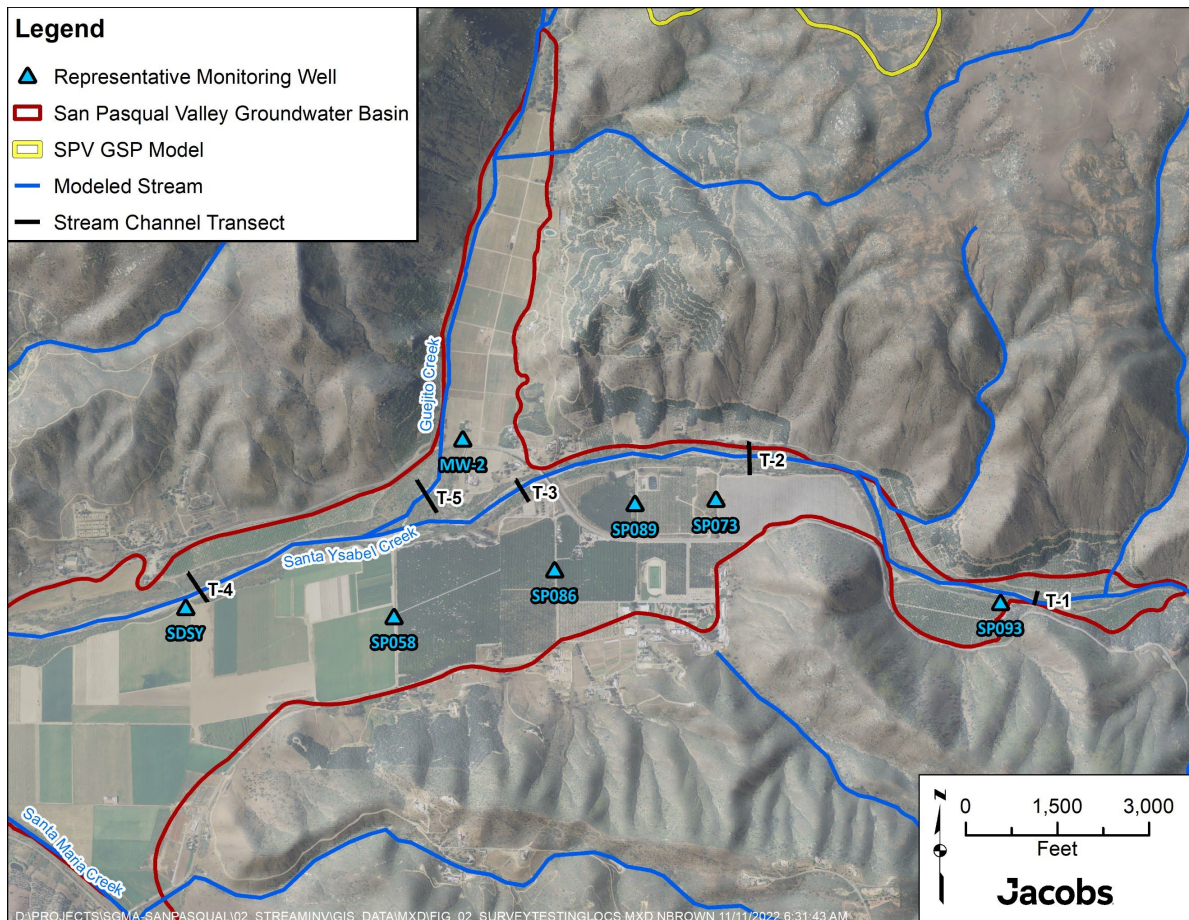 Legend
Representative Monitoring Well
San Pasqual Valley Groundwater Basin
SPV GSP Model
Modeled Stream
Stream Channel Transect
Guejito Creek
MW-2
T-2
T-5
T-3
SP089
SP073
Santa Ysabel Creek
T-4
SP086
T-1
SDSY
SP058
SP093
Santa Maria Creek
N
0 1,500 3,000
Feet
Jacobs
D:\PROJECTS\SGMA-SANPASQUAL\02_STREAMINV\GIS_DATA\MXD\FIG_02_SURVEYTESTINGLOCS.MXD NBROWN 11/11/2022 6:31:43 AM